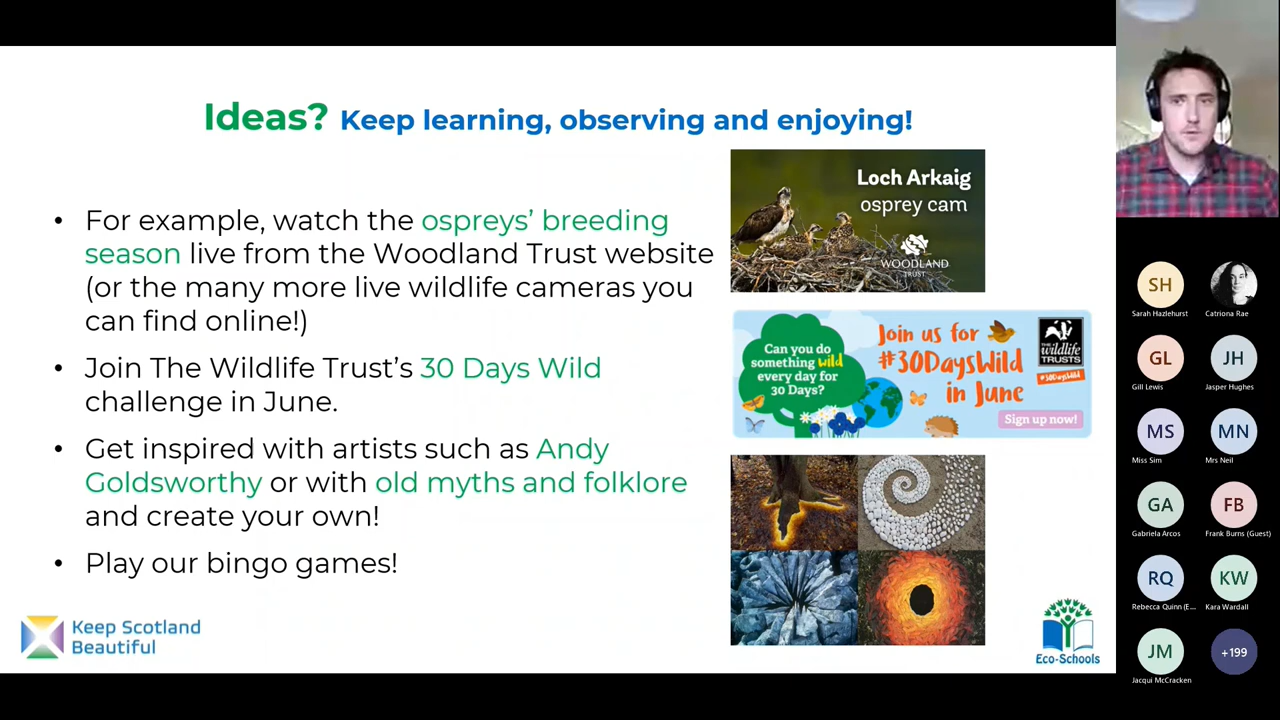 Ideas? Keep learning, observing and enjoying!
• For example, watch the ospreys’ breeding
season live from the Woodland Trust website
(or the many more live wildlife cameras you
can find online!)
• Join The Wildlife Trust’s 30 Days Wild
challenge in June.
• Get inspired with artists such as Andy
Goldsworthy or with old myths and folklore
and create your own!
• Play our bingo games!
Loch Arkaig
osprey cam
WOODLAND
TRUST
Can you do
something wild
every day for
30 Days?
Join us for
#30DaysWild
in June
Sign up now!
THE
wildlife
TRUSTS
#30DaysWild
Keep Scotland
Beautiful
Eco-Schools
SH
Sarah Hazlehurst
Catriona Rae
GL
Gill Lewis
JH
Jasper Hughes
MS
Miss Sim
MN
Mrs Neil
GA
Gabriela Arcos
FB
Frank Burns (Guest)
RQ
Rebecca Quinn (E...
KW
Kara Wardall
JM
Jacqui McCracken
+199